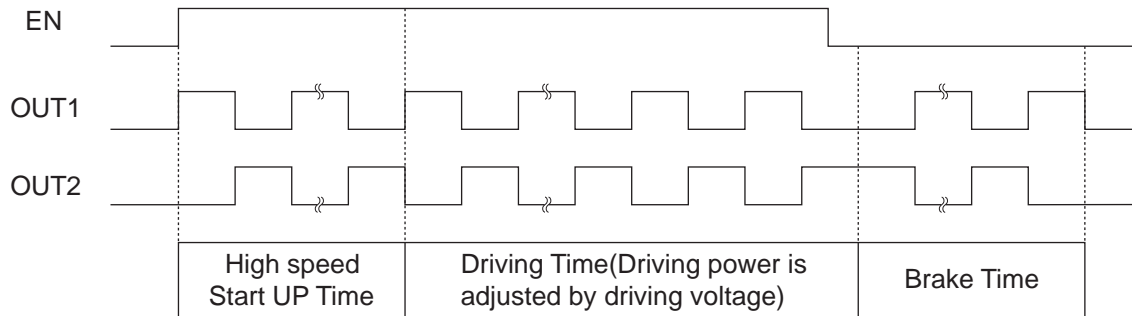 EN
OUT1
OUT2
High speed
Start UP Time
Driving Time(Driving power is
adjusted by driving voltage)
Brake Time